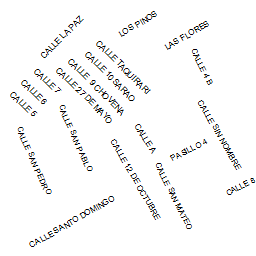 CALLE LA PAZ
LOS PINOS
LAS FLORES
CALLE TAQUIRARI
CALLE 10 SARAO
CALLE 9 CHOVENA
CALLE 27 DE MAYO
CALLE 7
CALLE 6
CALLE 5
CALLE 4 B
CALLE SIN NOMBRE
CALLE SAN PEDRO
CALLE SAN PABLO
CALLE A
PASILLO 4
CALLE 12 DE OCTUBRE
CALLE SAN MATEO
CALLE 8
CALLE SANTO DOMINGO